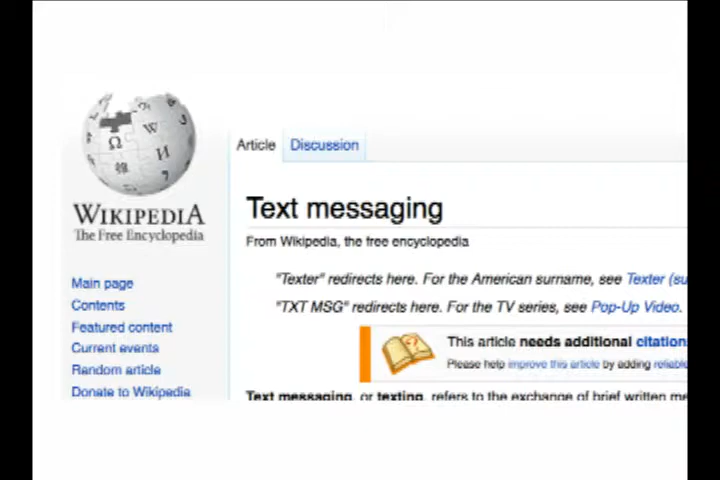 Article
Discussion
WIKIPEDIA
The Free Encyclopedia
Text messaging
From Wikipedia, the free encyclopedia
"Texter" redirects here. For the American surname, see Texter (su
"TXT MSG" redirects here. For the TV series, see Pop-Up Video.
This article needs additional citation
Please help improve this article by adding reliable
Text messaging, or texting, refers to the exchange of brief written me
Main page
Contents
Featured content
Current events
Random article
Donate to Wikipedia